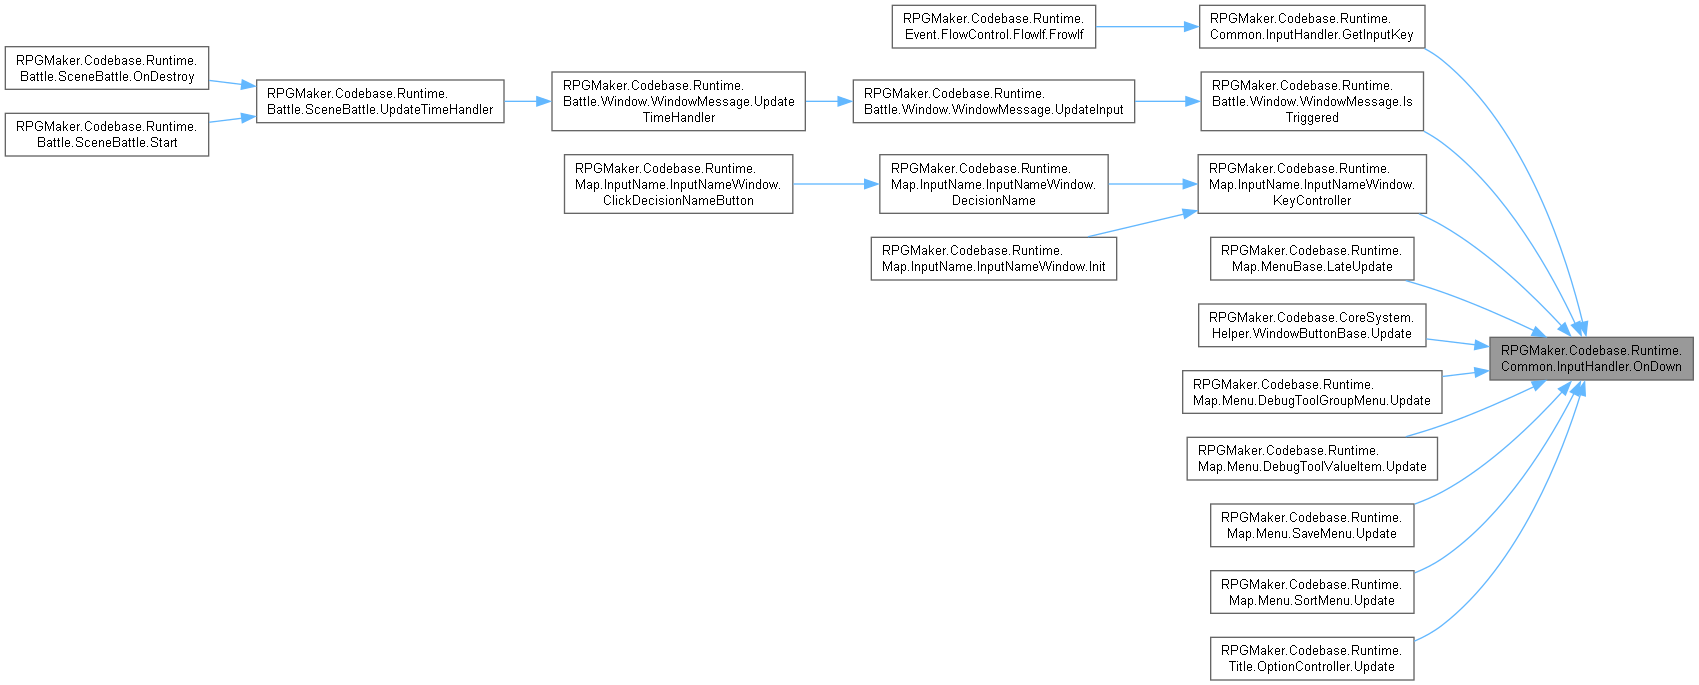 RPGMaker.Codebase.Runtime.
Battle.SceneBattle.OnDestroy
RPGMaker.Codebase.Runtime.
Battle.SceneBattle.Start
RPGMaker.Codebase.Runtime.
Battle.SceneBattle.UpdateTimeHandler
RPGMaker.Codebase.Runtime.
Battle.Window.WindowMessage.Update
TimeHandler
RPGMaker.Codebase.Runtime.
Map.InputName.InputNameWindow.
ClickDecisionNameButton
RPGMaker.Codebase.Runtime.
Event.FlowControl.FlowIf.FrowIf
RPGMaker.Codebase.Runtime.
Battle.Window.WindowMessage.UpdateInput
RPGMaker.Codebase.Runtime.
Map.InputName.InputNameWindow.
DecisionName
RPGMaker.Codebase.Runtime.
Map.InputName.InputNameWindow.Init
RPGMaker.Codebase.Runtime.
Common.InputHandler.GetInputKey
RPGMaker.Codebase.Runtime.
Battle.Window.WindowMessage.Is
Triggered
RPGMaker.Codebase.Runtime.
Map.InputName.InputNameWindow.
KeyController
RPGMaker.Codebase.Runtime.
Map.MenuBase.LateUpdate
RPGMaker.Codebase.CoreSystem.
Helper.WindowButtonBase.Update
RPGMaker.Codebase.Runtime.
Map.Menu.DebugToolGroupMenu.Update
RPGMaker.Codebase.Runtime.
Map.Menu.DebugToolValueItem.Update
RPGMaker.Codebase.Runtime.
Map.Menu.SaveMenu.Update
RPGMaker.Codebase.Runtime.
Map.Menu.SortMenu.Update
RPGMaker.Codebase.Runtime.
Title.OptionController.Update
RPGMaker.Codebase.Runtime.
Common.InputHandler.OnDown